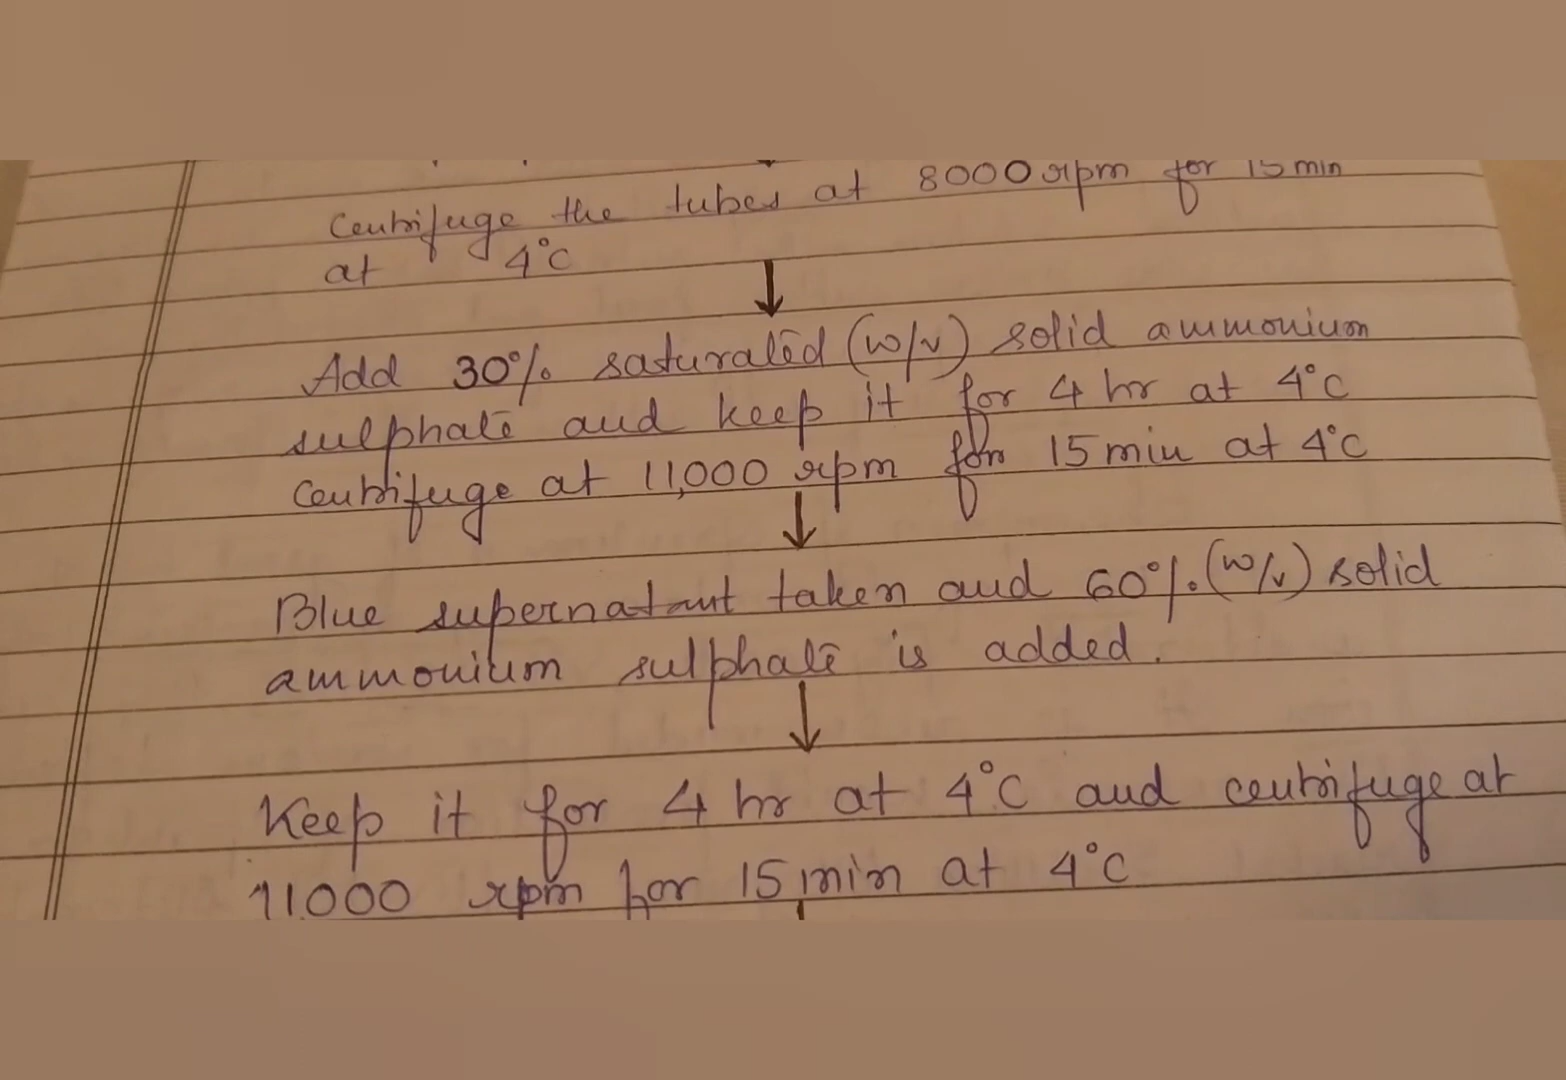 Centrifuge the tubes at 8000 rpm for 15 min
at 4°C
↓
Add 30% saturated (w/v) solid ammonium
sulphate and keep it for 4 hr at 4°C
Centrifuge at 11,000 rpm for 15 min at 4°C
↓
Blue supernatant taken and 60% (w/v) solid
ammonium sulphate is added.
↓
Keep it for 4 hr at 4°C and centrifuge at
11000 rpm for 15 min at 4°C